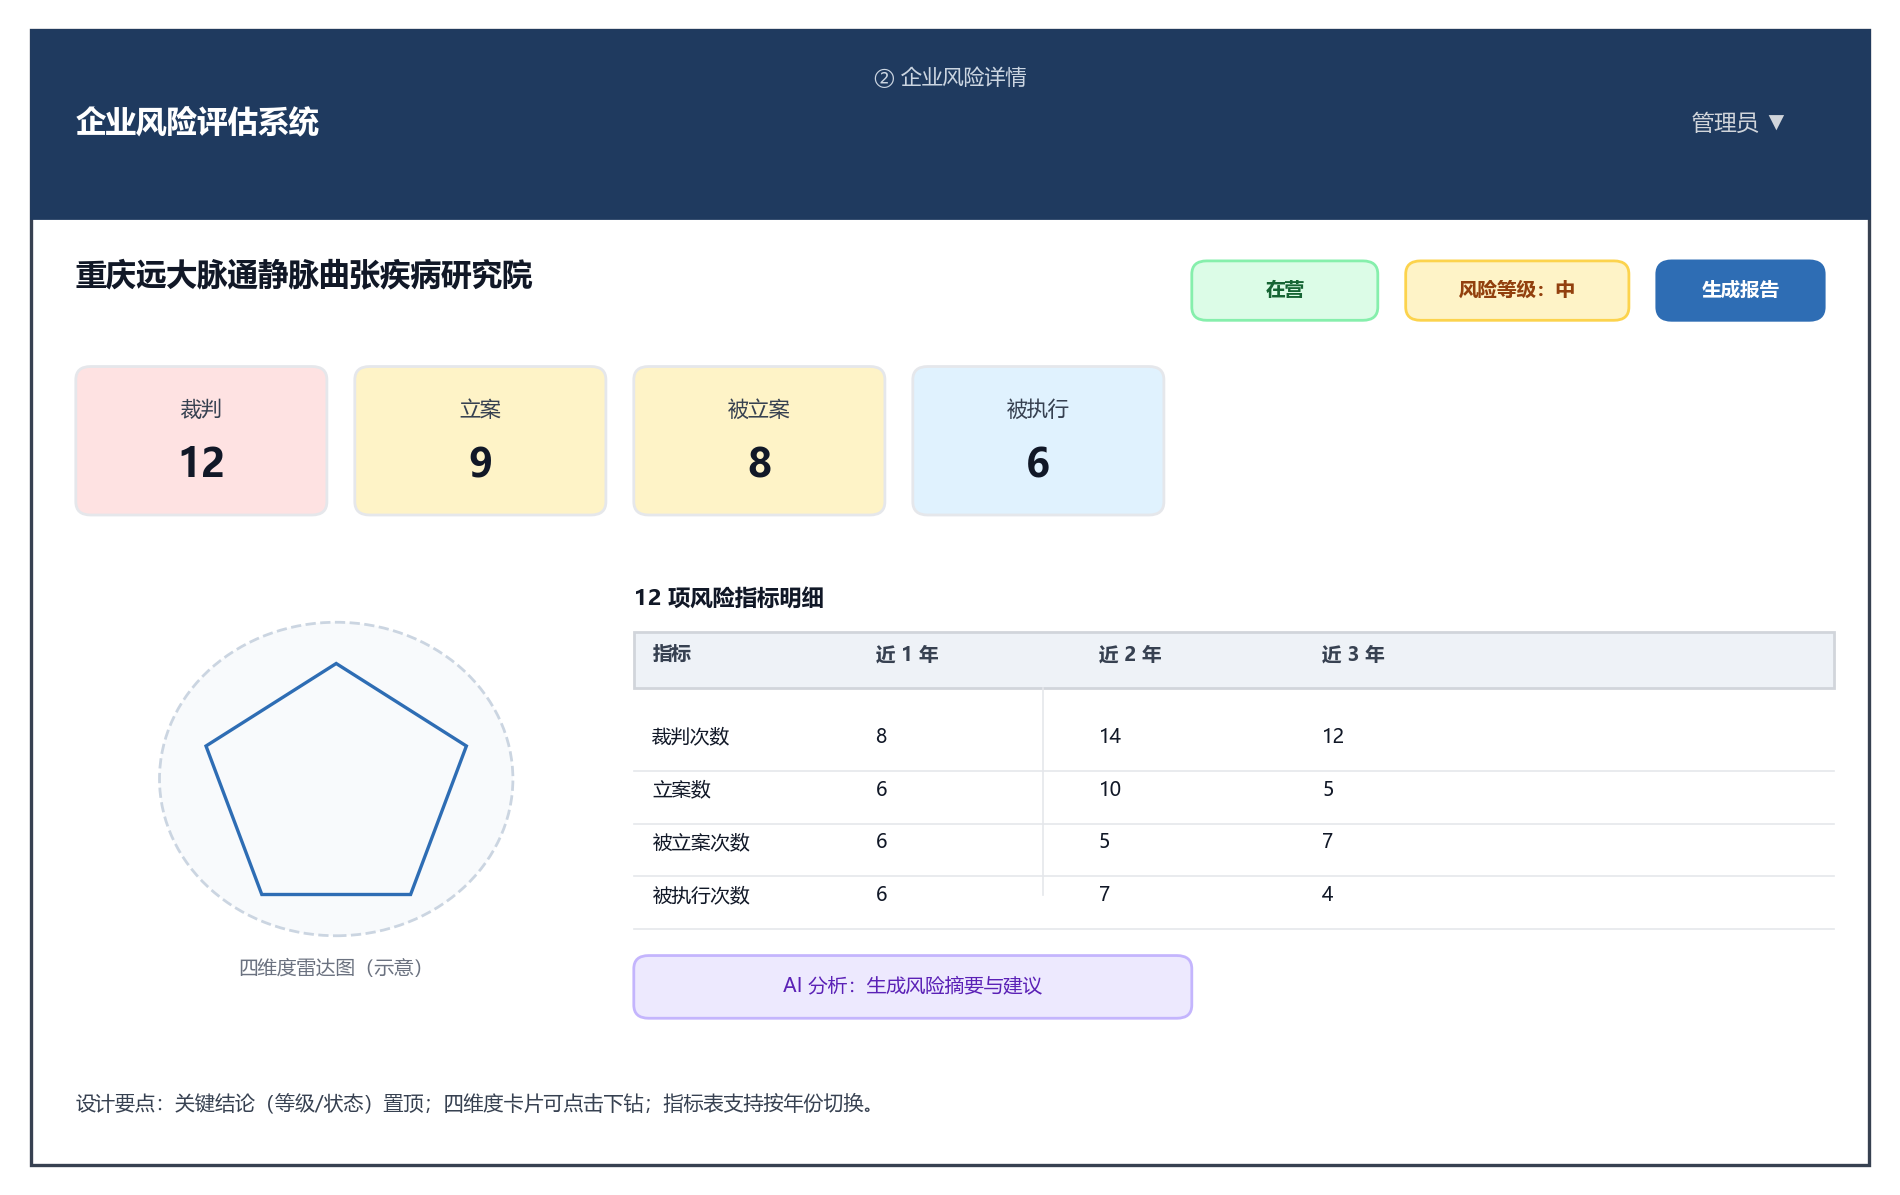 ② 企业风险详情
企业风险评估系统
管理员 ▼
重庆远大脉通静脉曲张疾病研究院
在营
风险等级：中
生成报告
裁判
12
立案
9
被立案
8
被执行
6
12 项风险指标明细
指标 近 1 年 近 2 年 近 3 年
裁判次数 8 14 12
立案数 6 10 5
被立案次数 6 5 7
被执行次数 6 7 4
四维度雷达图（示意）
AI 分析：生成风险摘要与建议
设计要点：关键结论（等级/状态）置顶；四维度卡片可点击下钻；指标表支持按年份切换。